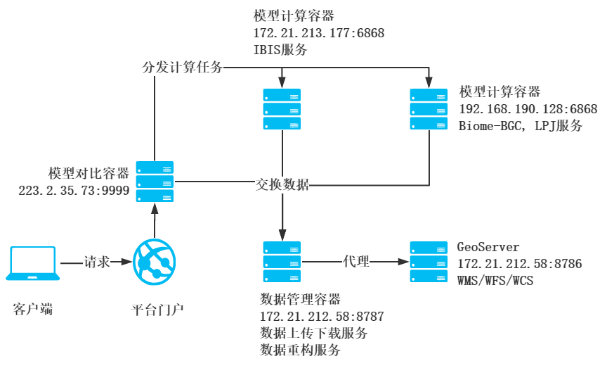 模型计算容器
172.21.213.177:6868
IBIS服务
分发计算任务
模型计算容器
192.168.190.128:6868
Biome-BGC, LPJ服务
模型对比容器
223.2.35.73:9999
交换数据
请求
代理
GeoServer
172.21.212.58:8786
WMS/WFS/WCS
客户端
平台门户
数据管理容器
172.21.212.58:8787
数据上传下载服务
数据重构服务